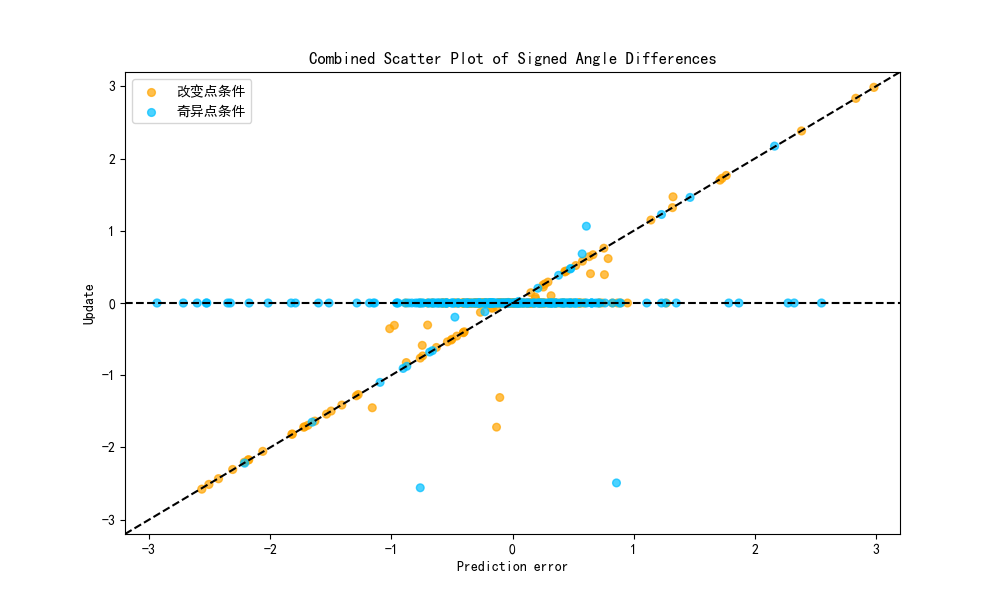 Combined Scatter Plot of Signed Angle Differences
改变点条件
奇异点条件
3
2
1
0
-1
-2
-3
Update
-3
-2
-1
0
1
2
3
Prediction error